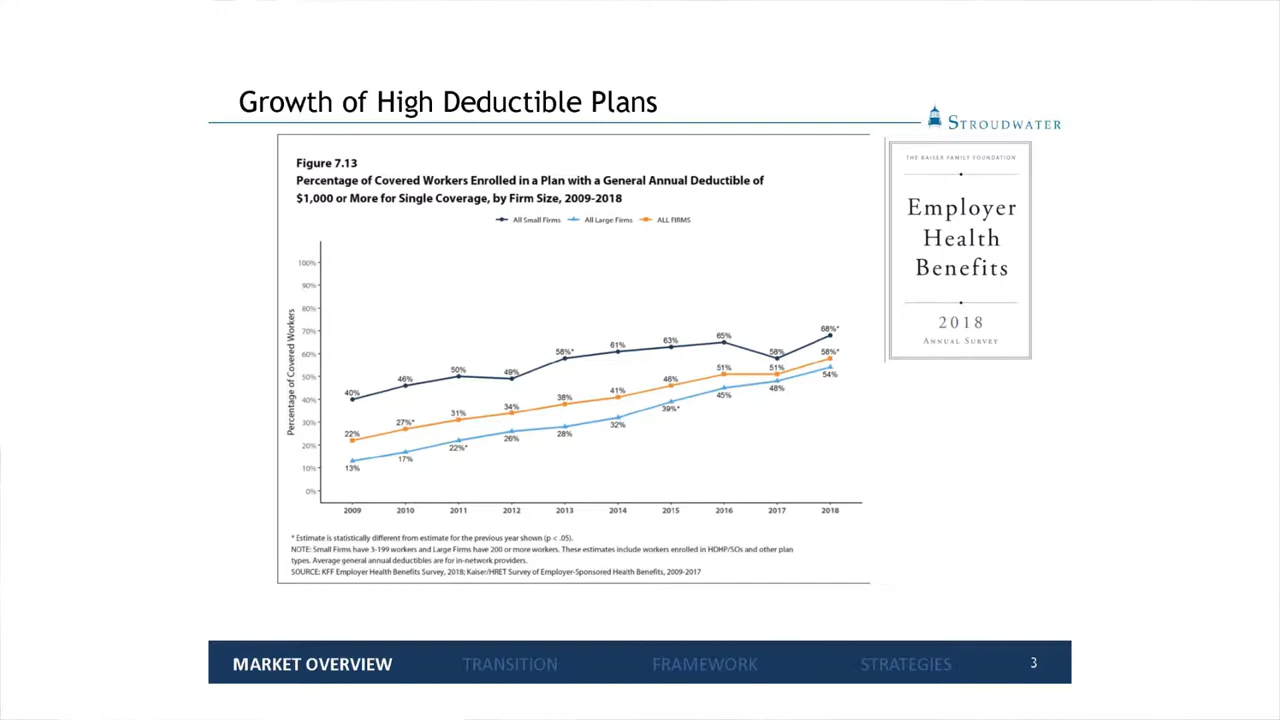 Growth of High Deductible Plans
STROUDWATER
Figure 7.13
Percentage of Covered Workers Enrolled in a Plan with a General Annual Deductible of
$1,000 or More for Single Coverage, by Firm Size, 2009-2018
All Small Firms All Large Firms ALL FIRMS
Percentage of Covered Workers
100%
90%
80%
70%
60%
50%
40%
30%
20%
10%
0%
40% 46% 50% 49% 58%* 61% 63% 65% 58% 68%*
22% 27%* 31% 34% 38% 41% 46% 51% 51% 58%*
13% 17% 22%* 26% 28% 32% 39%* 45% 48% 54%
2009 2010 2011 2012 2013 2014 2015 2016 2017 2018
* Estimate is statistically different from estimate for the previous year shown (p < .05).
NOTE: Small Firms have 3-199 workers and Large Firms have 200 or more workers. These estimates include workers enrolled in HDHP/SOs and other plan
types. Average general annual deductibles are for in-network providers.
SOURCE: KFF Employer Health Benefits Survey, 2018; Kaiser/HRET Survey of Employer-Sponsored Health Benefits, 2009-2017
THE KAISER FAMILY FOUNDATION
Employer
Health
Benefits
2018
ANNUAL SURVEY
MARKET OVERVIEW TRANSITION FRAMEWORK STRATEGIES 3